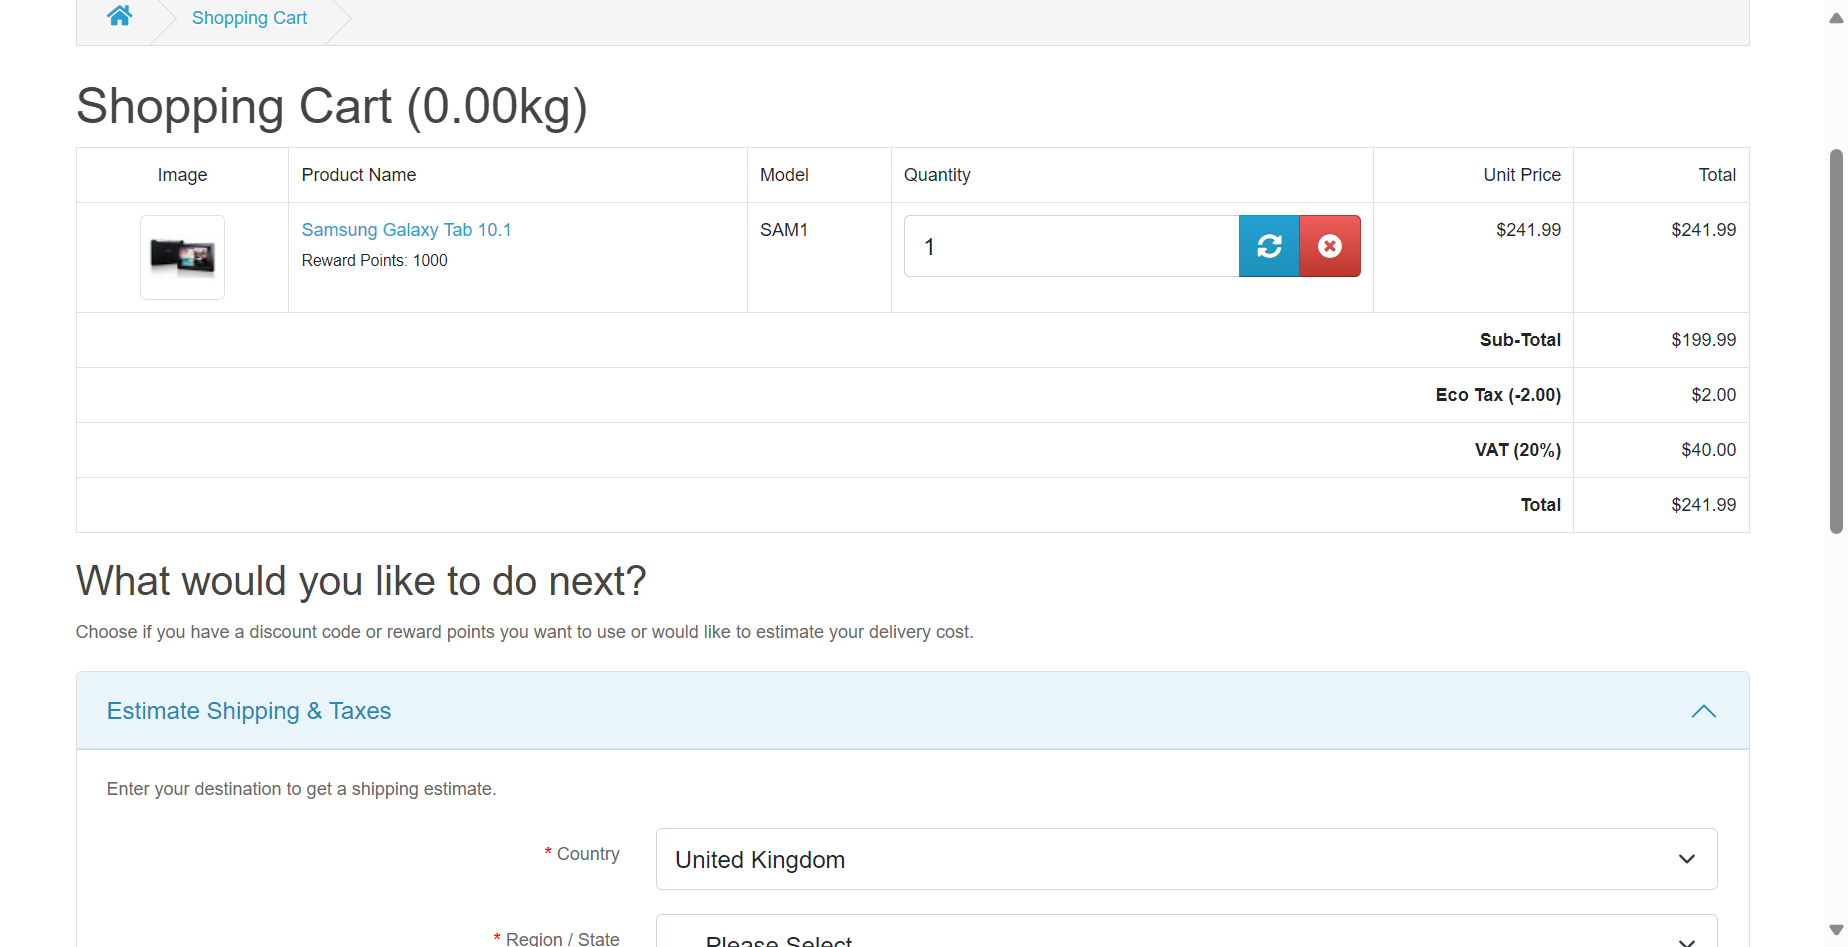 Shopping Cart
Shopping Cart (0.00kg)
Image Product Name Model Quantity Unit Price Total
Samsung Galaxy Tab 10.1 SAM1 1 $241.99 $241.99
Reward Points: 1000
Sub-Total $199.99
Eco Tax (-2.00) $2.00
VAT (20%) $40.00
Total $241.99
What would you like to do next?
Choose if you have a discount code or reward points you want to use or would like to estimate your delivery cost.
Estimate Shipping & Taxes
Enter your destination to get a shipping estimate.
* Country United Kingdom
* Region / State Please Select